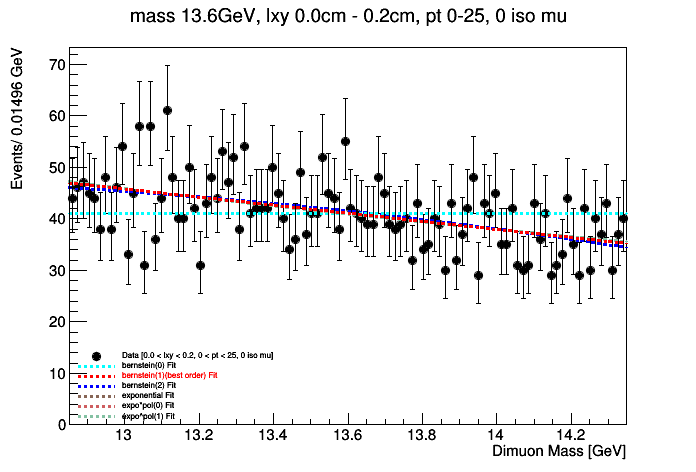 mass 13.6GeV, lxy 0.0cm - 0.2cm, pt 0-25, 0 iso mu
Events/ 0.01496 GeV
70
60
50
40
30
20
10
0
Data [0.0 < lxy < 0.2, 0 < pt < 25, 0 iso mu]
bernstein(0) Fit
bernstein(1)(best order) Fit
bernstein(2) Fit
exponential Fit
expo*pol(0) Fit
expo*pol(1) Fit
13 13.2 13.4 13.6 13.8 14 14.2
Dimuon Mass [GeV]